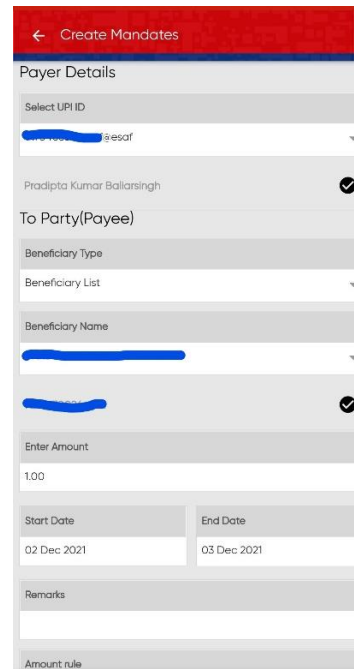 Create Mandates
Payer Details
Select UPI ID
@esaf
Pradipta Kumar Baliarsingh
To Party(Payee)
Beneficiary Type
Beneficiary List
Beneficiary Name
Enter Amount
1.00
Start Date End Date
02 Dec 2021 03 Dec 2021
Remarks
Amount rule